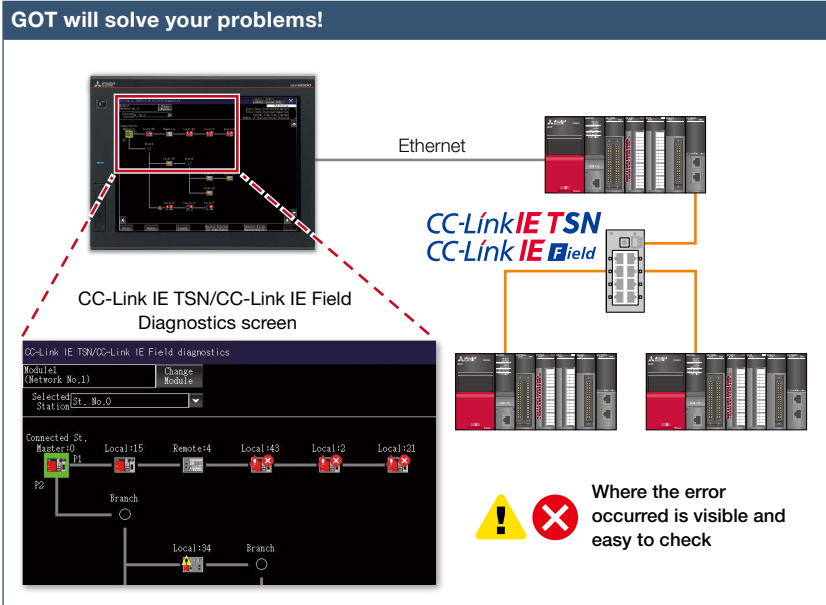 GOT will solve your problems!
Ethernet
CC-Link IE TSN
CC-Link IE Field
CC-Link IE TSN/CC-Link IE Field
Diagnostics screen
CC-Link IE TSN/CC-Link IE Field diagnostics
Module1
(Network No.1)
Change
Module
Selected
Station
St. No.0
Connected St.
Master:0
P1
Local:15
Remote:4
Local:43
Local:2
Local:21
P2
Branch
Local:34
Branch
Where the error
occurred is visible and
easy to check